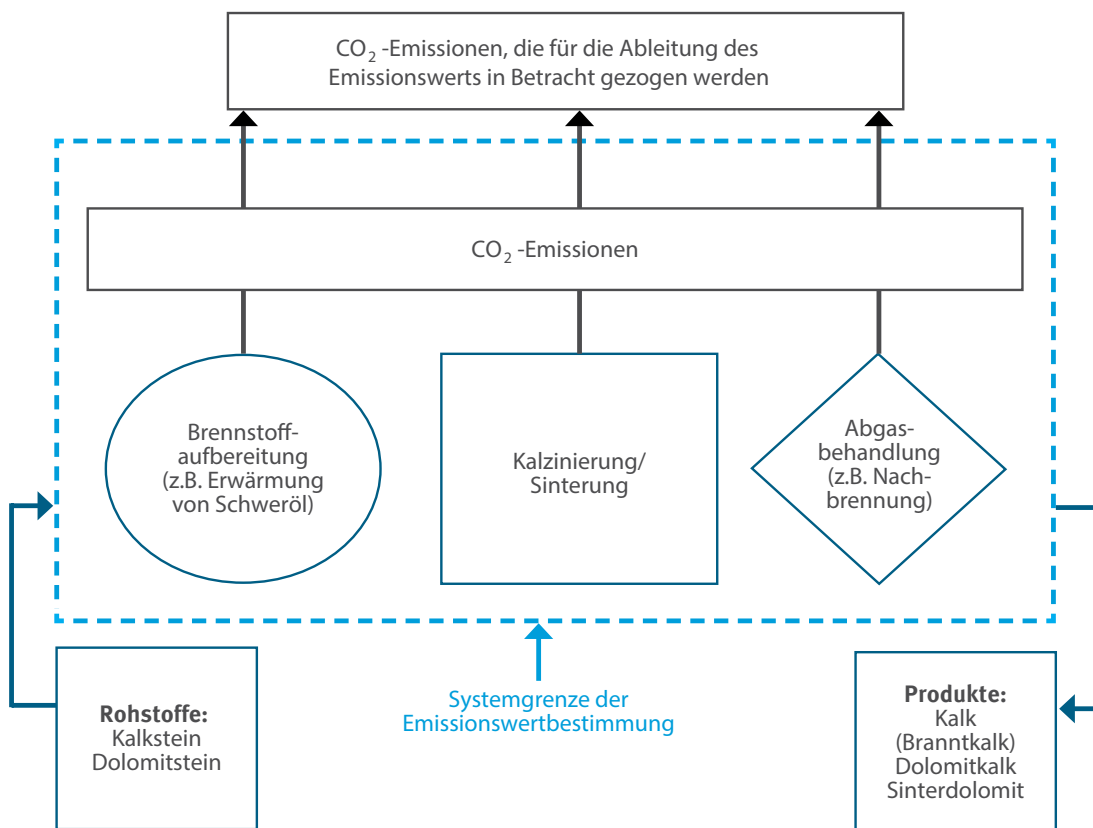 CO₂ -Emissionen, die für die Ableitung des
Emissionswerts in Betracht gezogen werden
CO₂ -Emissionen
Brennstoff-
aufbereitung
(z.B. Erwärmung
von Schweröl)
Kalzinierung/
Sinterung
Abgas-
behandlung
(z.B. Nach-
brennung)
Systemgrenze der
Emissionswertbestimmung
Rohstoffe:
Kalkstein
Dolomitstein
Produkte:
Kalk
(Branntkalk)
Dolomitkalk
Sinterdolomit